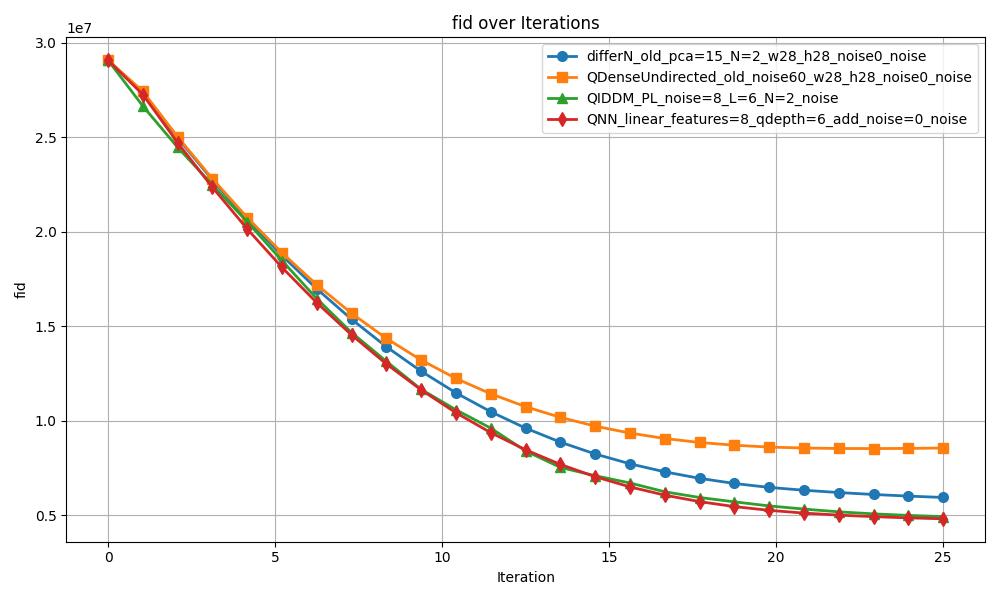 fid over Iterations
1e7
differN_old_pca=15_N=2_w28_h28_noise0_noise
QDenseUndirected_old_noise60_w28_h28_noise0_noise
QIDDM_PL_noise=8_L=6_N=2_noise
QNN_linear_features=8_qdepth=6_add_noise=0_noise
fid
3.0
2.5
2.0
1.5
1.0
0.5
0 5 10 15 20 25
Iteration